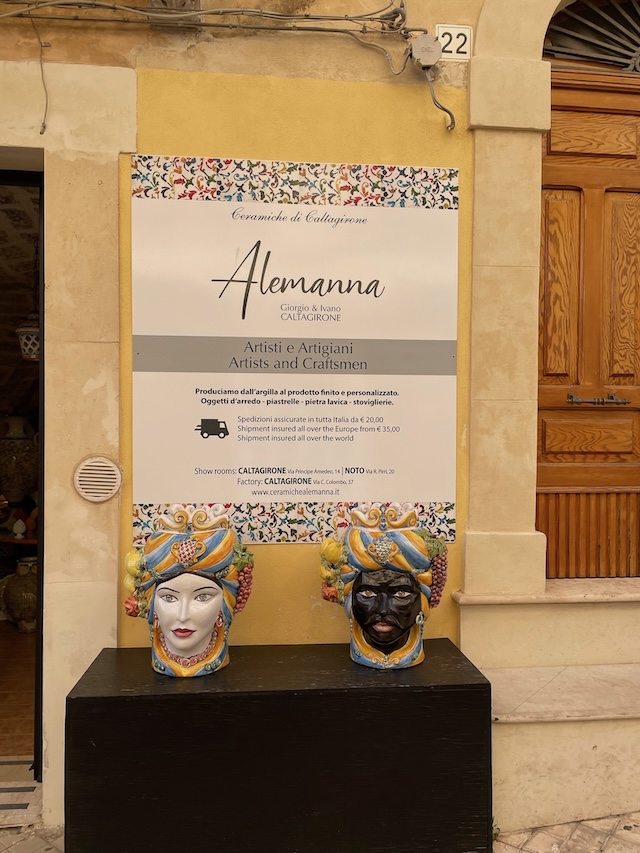 22
Ceramiche di Caltagirone
Alemanna
Giorgio & Ivano
CALTAGIRONE
Artisti e Artigiani
Artists and Craftsmen
Produciamo dall'argilla al prodotto finito e personalizzato.
Oggetti d'arredo - piastrelle - pietra lavica - stoviglierie.
Spedizioni assicurate in tutta Italia da € 20,00
Shipment insured all over the Europe from € 35,00
Shipment insured all over the world
Show rooms: CALTAGIRONE Via Principe Amedeo, 16 | NOTO Via R. Pirri, 20
Factory: CALTAGIRONE Via C. Colombo, 37
www.ceramichealemanna.it